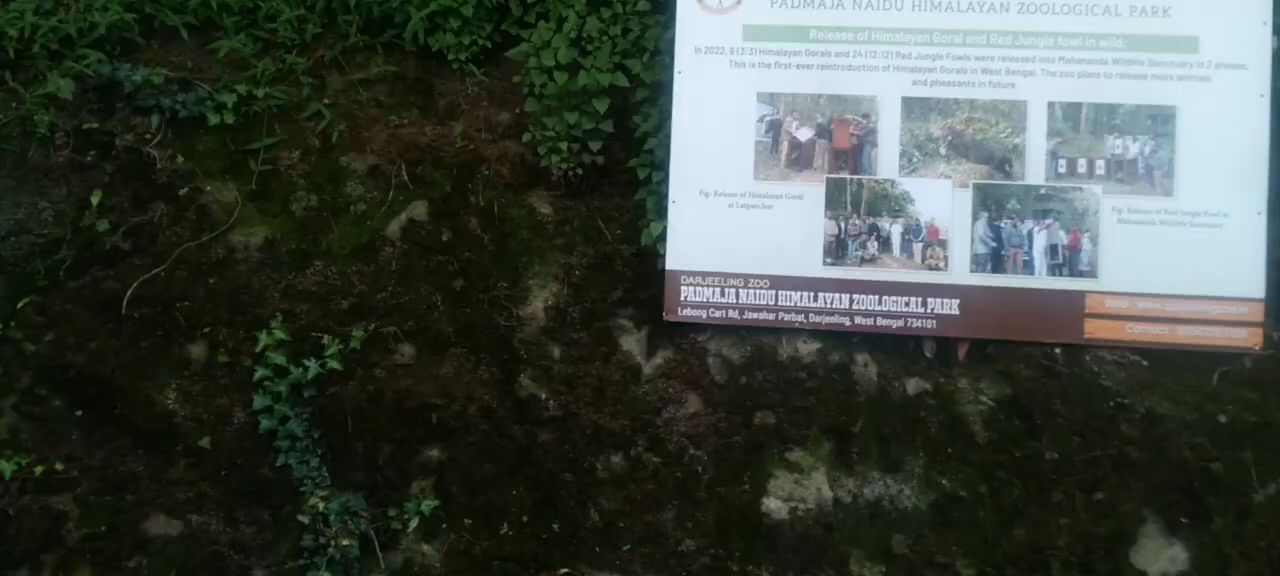 PADMAJA NAIDU HIMALAYAN ZOOLOGICAL PARK
Release of Himalayan Goral and Red Jungle fowl in wild:
In 2022, 6 (3:3) Himalayan Gorals and 24 (12:12) Red Jungle Fowls were released into Mahananda Wildlife Sanctuary in 2 phases.
This is the first-ever reintroduction of Himalayan Gorals in West Bengal. The zoo plans to release more animals
and pheasants in future.
Fig: Release of Himalayan Goral
at Latpanchar
Fig: Release of Red Jungle Fowl at
Mahananda Wildlife Sanctuary
DARJEELING ZOO
PADMAJA NAIDU HIMALAYAN ZOOLOGICAL PARK
Lebong Cart Rd, Jawahar Parbat, Darjeeling, West Bengal 734101
Contact